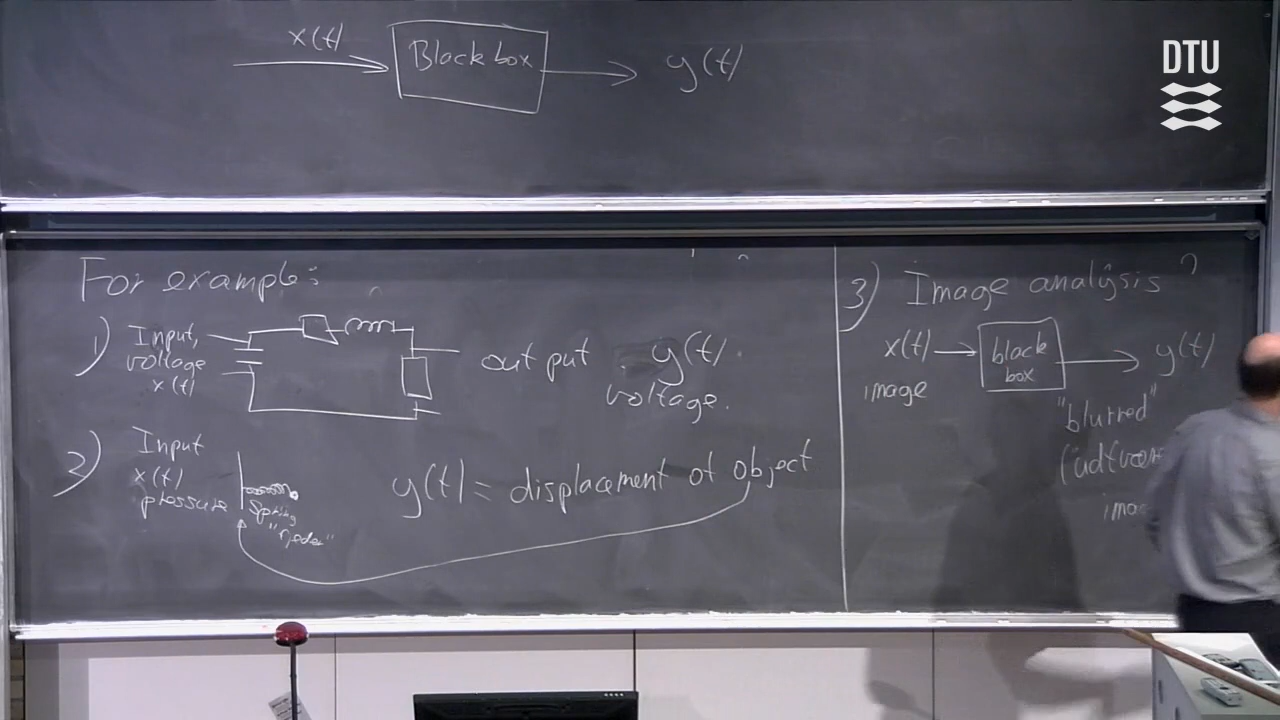 x(t)
Black box
y(t)
DTU
For example:
1) Input,
voltage
x(t)
output y(t).
voltage.
2) Input
x(t)
pressure
Spring
y(t) = displacement of object
3) Image analysis ?
x(t)
black
box
y(t)
image
"blurred"